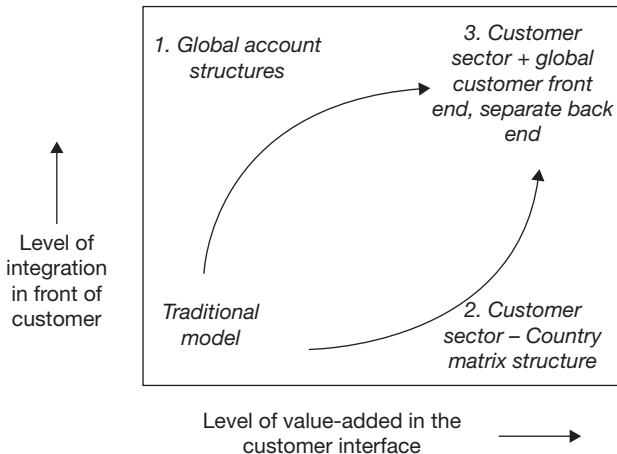 1. Global account
structures
3. Customer
sector + global
customer front
end, separate back
end
Level of
integration
in front of
customer
Traditional
model
2. Customer
sector – Country
matrix structure
Level of value-added in the
customer interface